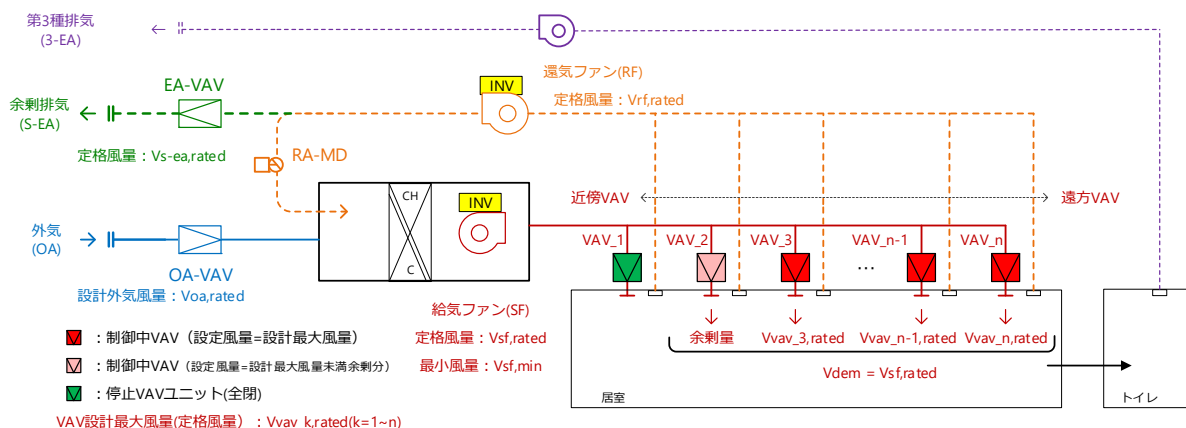 第3種排気
(3-EA)
EA-VAV
INV
還気ファン(RF)
余剰排気
(S-EA)
定格風量：Vrf,rated
定格風量：Vs-ea,rated
RA-MD
CH
C
INV
近傍VAV
遠方VAV
外気
(OA)
OA-VAV
VAV_1
VAV_2
VAV_3
VAV_n-1
VAV_n
…
設計外気風量：Voa,rated
給気ファン(SF)
定格風量：Vsf,rated
最小風量：Vsf,min
余剰量
Vvav_3,rated
Vvav_n-1,rated
Vvav_n,rated
Vdem = Vsf,rated
居室
トイレ
：制御中VAV（設定風量=設計最大風量）
：制御中VAV（設定風量=設計最大風量未満余剰分）
：停止VAVユニット(全閉)
VAV設計最大風量(定格風量）：Vvav_k,rated(k=1~n)